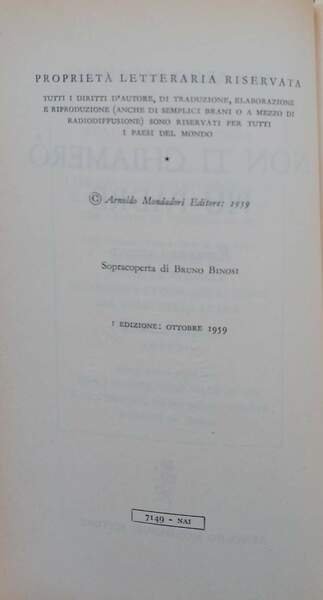 PROPRIETÀ LETTERARIA RISERVATA
TUTTI I DIRITTI D'AUTORE, DI TRADUZIONE, ELABORAZIONE
E RIPRODUZIONE (ANCHE DI SEMPLICI BRANI O A MEZZO DI
RADIODIFFUSIONE) SONO RISERVATI PER TUTTI
I PAESI DEL MONDO
*
© Arnoldo Mondadori Editore: 1959
Sopracoperta di BRUNO BINOSI
I EDIZIONE: OTTOBRE 1959
7149 - NAI